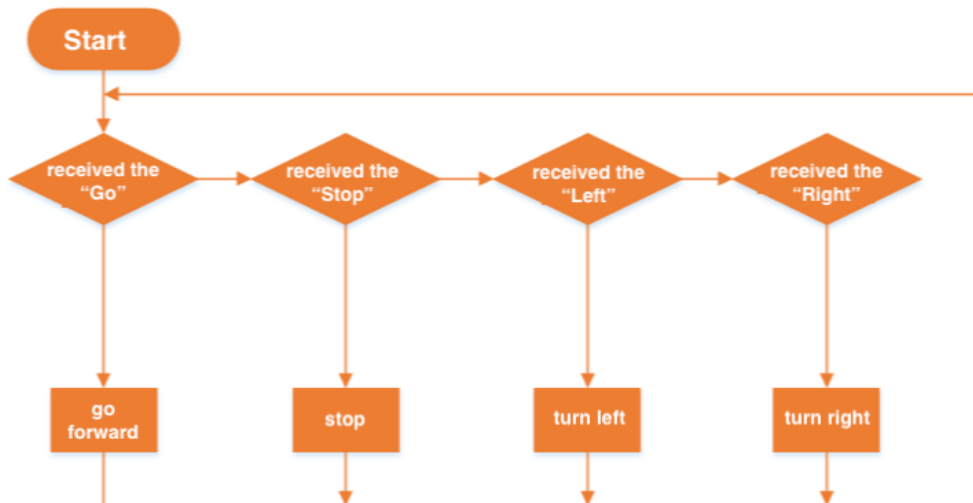 Start
received the
“Go”
received the
“Stop”
received the
“Left”
received the
“Right”
go
forward
stop
turn left
turn right